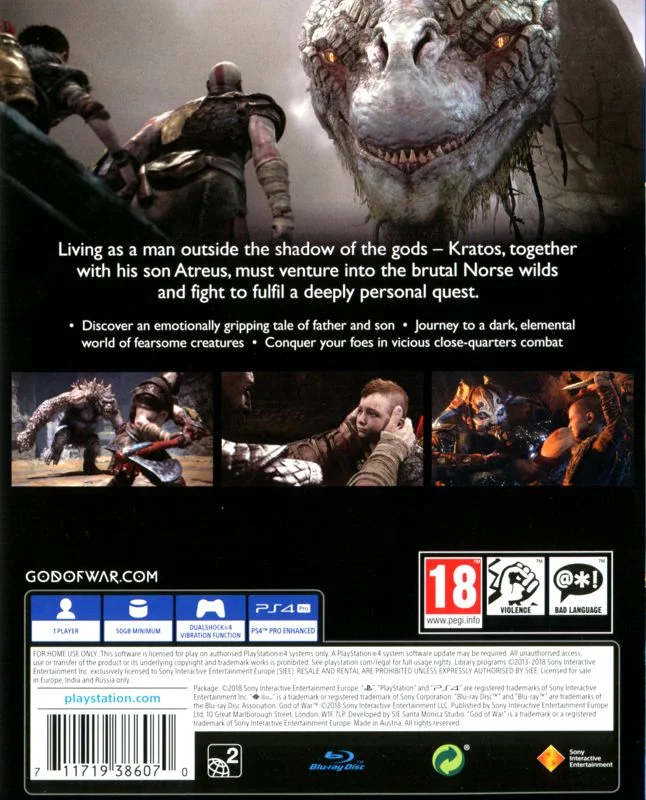 Living as a man outside the shadow of the gods – Kratos, together
with his son Atreus, must venture into the brutal Norse wilds
and fight to fulfil a deeply personal quest.
• Discover an emotionally gripping tale of father and son • Journey to a dark, elemental
world of fearsome creatures • Conquer your foes in vicious close-quarters combat
GODOFWAR.COM
18
www.pegi.info
VIOLENCE
TM
@*!
BAD LANGUAGE
TM
1 PLAYER
50GB MINIMUM
DUALSHOCK®4
VIBRATION FUNCTION
PS4 Pro
PS4™ PRO ENHANCED
FOR HOME USE ONLY: This software is licensed for play on authorised PlayStation®4 systems only. A PlayStation®4 system software update may be required. All unauthorised access,
use or transfer of the product or its underlying copyright and trademark works is prohibited. See playstation.com/legal for full usage rights. Library programs ©2013-2018 Sony Interactive
Entertainment Inc. exclusively licensed to Sony Interactive Entertainment Europe (SIEE). RESALE AND RENTAL ARE PROHIBITED UNLESS EXPRESSLY AUTHORISED BY SIEE. Licensed for sale
in Europe, India and Russia only.
playstation.com
Package: ©2018 Sony Interactive Entertainment Europe. "PS", "PlayStation" and "PS4" are registered trademarks of Sony Interactive
Entertainment Inc. " " is a trademark or registered trademark of Sony Corporation. "Blu-ray Disc™" and "Blu-ray™" are trademarks of
the Blu-ray Disc Association. God of War™ ©2018 Sony Interactive Entertainment LLC. Published by Sony Interactive Entertainment Europe
Ltd, 10 Great Marlborough Street, London, W1F 7LP. Developed by SIE Santa Monica Studio. "God of War" is a trademark or a registered
trademark of Sony Interactive Entertainment LLC. Made in Austria. All rights reserved.
7 11719 38607 0
2
Blu-ray Disc
®
Sony
Interactive
Entertainment